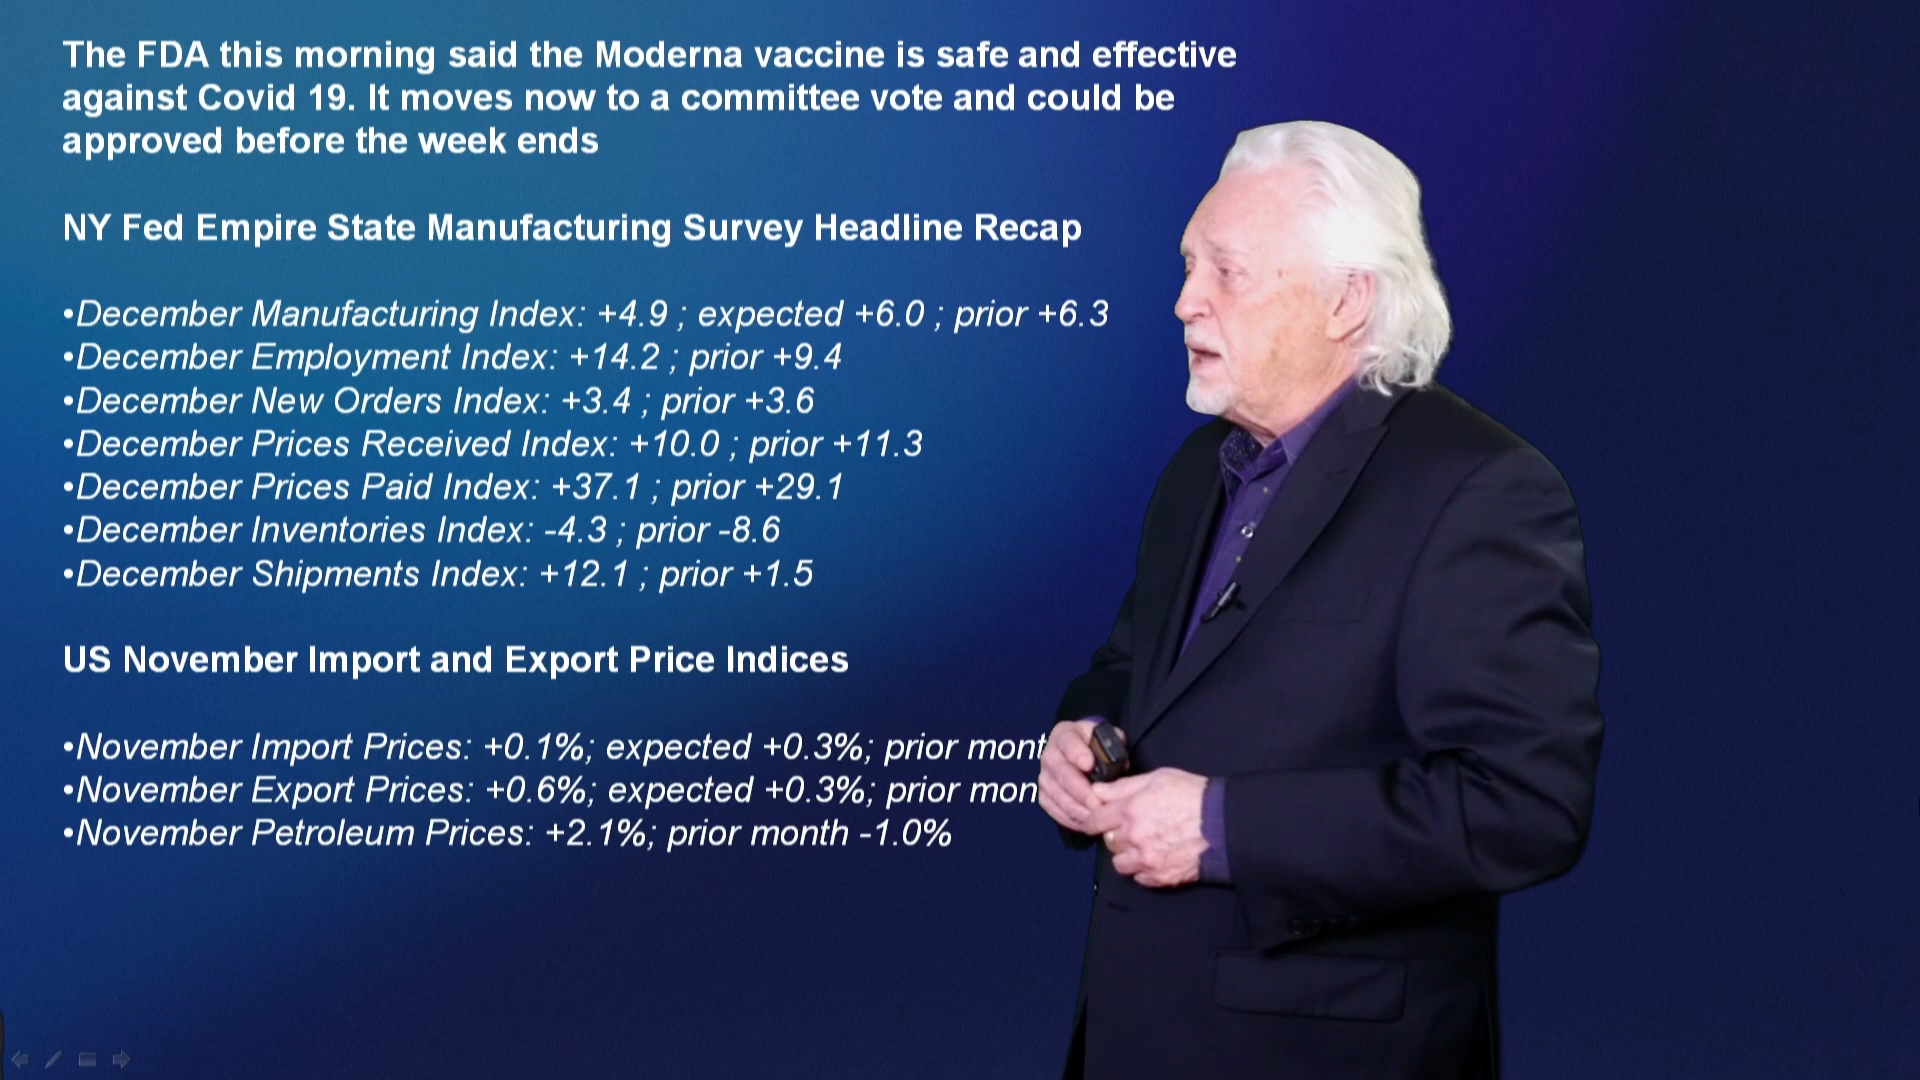 The FDA this morning said the Moderna vaccine is safe and effective
against Covid 19. It moves now to a committee vote and could be
approved before the week ends
NY Fed Empire State Manufacturing Survey Headline Recap
•December Manufacturing Index: +4.9 ; expected +6.0 ; prior +6.3
•December Employment Index: +14.2 ; prior +9.4
•December New Orders Index: +3.4 ; prior +3.6
•December Prices Received Index: +10.0 ; prior +11.3
•December Prices Paid Index: +37.1 ; prior +29.1
•December Inventories Index: -4.3 ; prior -8.6
•December Shipments Index: +12.1 ; prior +1.5
US November Import and Export Price Indices
•November Import Prices: +0.1%; expected +0.3%; prior
•November Export Prices: +0.6%; expected +0.3%; prior
•November Petroleum Prices: +2.1%; prior month -1.0%